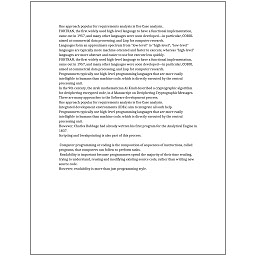 One approach popular for requirements analysis is Use Case analysis.
FORTRAN, the first widely used high-level language to have a functional implementation,
came out in 1957, and many other languages were soon developed—in particular, COBOL
aimed at commercial data processing, and Lisp for computer research.
Languages form an approximate spectrum from "low-level" to "high-level"; "low-level"
languages are typically more machine-oriented and faster to execute, whereas "high-level"
languages are more abstract and easier to use but execute less quickly.
FORTRAN, the first widely used high-level language to have a functional implementation,
came out in 1957, and many other languages were soon developed—in particular, COBOL
aimed at commercial data processing, and Lisp for computer research.
Programmers typically use high-level programming languages that are more easily
intelligible to humans than machine code, which is directly executed by the central
processing unit.
In the 9th century, the Arab mathematician Al-Kindi described a cryptographic algorithm
for deciphering encrypted code, in A Manuscript on Deciphering Cryptographic Messages.
There are many approaches to the Software development process.
One approach popular for requirements analysis is Use Case analysis.
Integrated development environments (IDEs) aim to integrate all such help.
Programmers typically use high-level programming languages that are more easily
intelligible to humans than machine code, which is directly executed by the central
processing unit.
However, Charles Babbage had already written his first program for the Analytical Engine in
1837.
Scripting and breakpointing is also part of this process.
Computer programming or coding is the composition of sequences of instructions, called
programs, that computers can follow to perform tasks.
Readability is important because programmers spend the majority of their time reading,
trying to understand, reusing and modifying existing source code, rather than writing new
source code.
However, readability is more than just programming style.